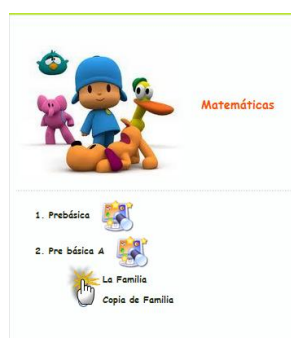 Matemáticas
1. Prebásica
2. Pre básica A
La Familia
Copia de Familia